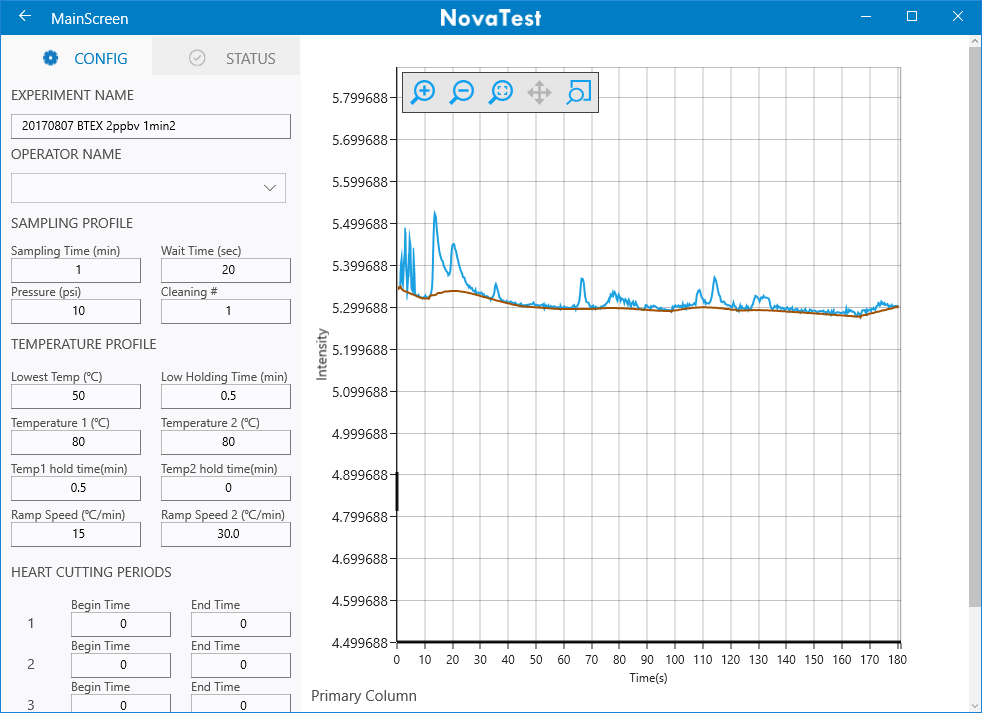 MainScreen
NovaTest
CONFIG
STATUS
EXPERIMENT NAME
20170807 BTEX 2ppbv 1min2
OPERATOR NAME
SAMPLING PROFILE
Sampling Time (min)
Wait Time (sec)
1
20
Pressure (psi)
Cleaning #
10
1
TEMPERATURE PROFILE
Lowest Temp (℃)
Low Holding Time (min)
50
0.5
Temperature 1 (℃)
Temperature 2 (℃)
80
80
Temp1 hold time(min)
Temp2 hold time(min)
0.5
0
Ramp Speed (℃/min)
Ramp Speed 2 (℃/min)
15
30.0
HEART CUTTING PERIODS
Begin Time
End Time
1
0
0
Begin Time
End Time
2
0
0
Begin Time
End Time
3
0
0
5.799688
5.699688
5.599688
5.499688
5.399688
5.299688
5.199688
5.099688
4.999688
4.899688
4.799688
4.699688
4.599688
4.499688
Intensity
0 10 20 30 40 50 60 70 80 90 100 110 120 130 140 150 160 170 180
Time(s)
Primary Column